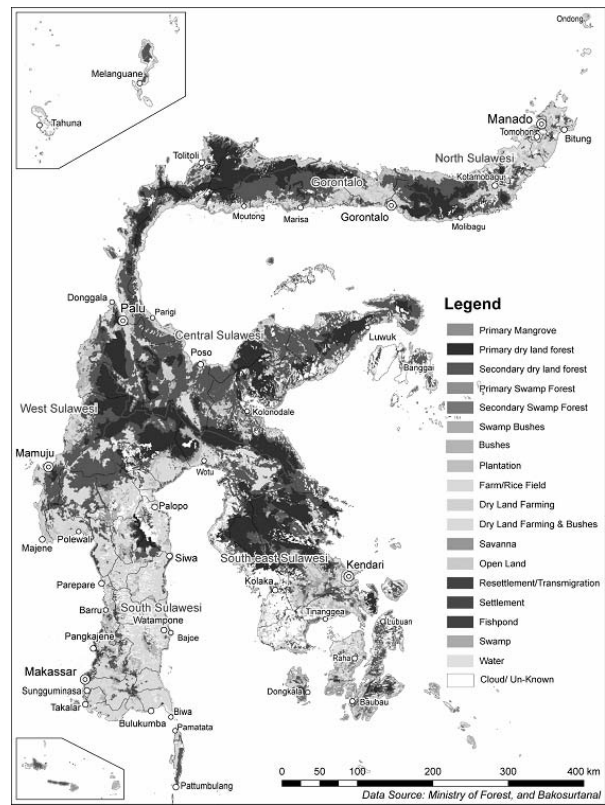 Ondong
Melanguane
Tahuna
Manado
Tomohon
Bitung
North Sulawesi
Tolitoli
Gorontalo
Kotamobagu
Moutong
Marisa
Gorontalo
Molibagu
Donggala
Palu
Parigi
Central Sulawesi
Poso
Luwuk
Banggai
West Sulawesi
Kolonodale
Mamuju
Wotu
Palopo
Majene
Polewali
Siwa
South east Sulawesi
Kendari
Kolaka
Parepare
Barru
South Sulawesi
Tinanggea
Lubuan
Watampone
Bajoe
Pangkajene
Raha
Makassar
Sungguminasa
Dongkala
Baubau
Takalar
Bulukumba
Biwa
Pamatata
Pattumbulang
Legend
Primary Mangrove
Primary dry land forest
Secondary dry land forest
Primary Swamp Forest
Secondary Swamp Forest
Swamp Bushes
Bushes
Plantation
Farm/Rice Field
Dry Land Farming
Dry Land Farming & Bushes
Savanna
Open Land
Resettlement/Transmigration
Settlement
Fishpond
Swamp
Water
Cloud/ Un-Known
0 50 100 200 300 400 km
Data Source: Ministry of Forest, and Bakosurtanal